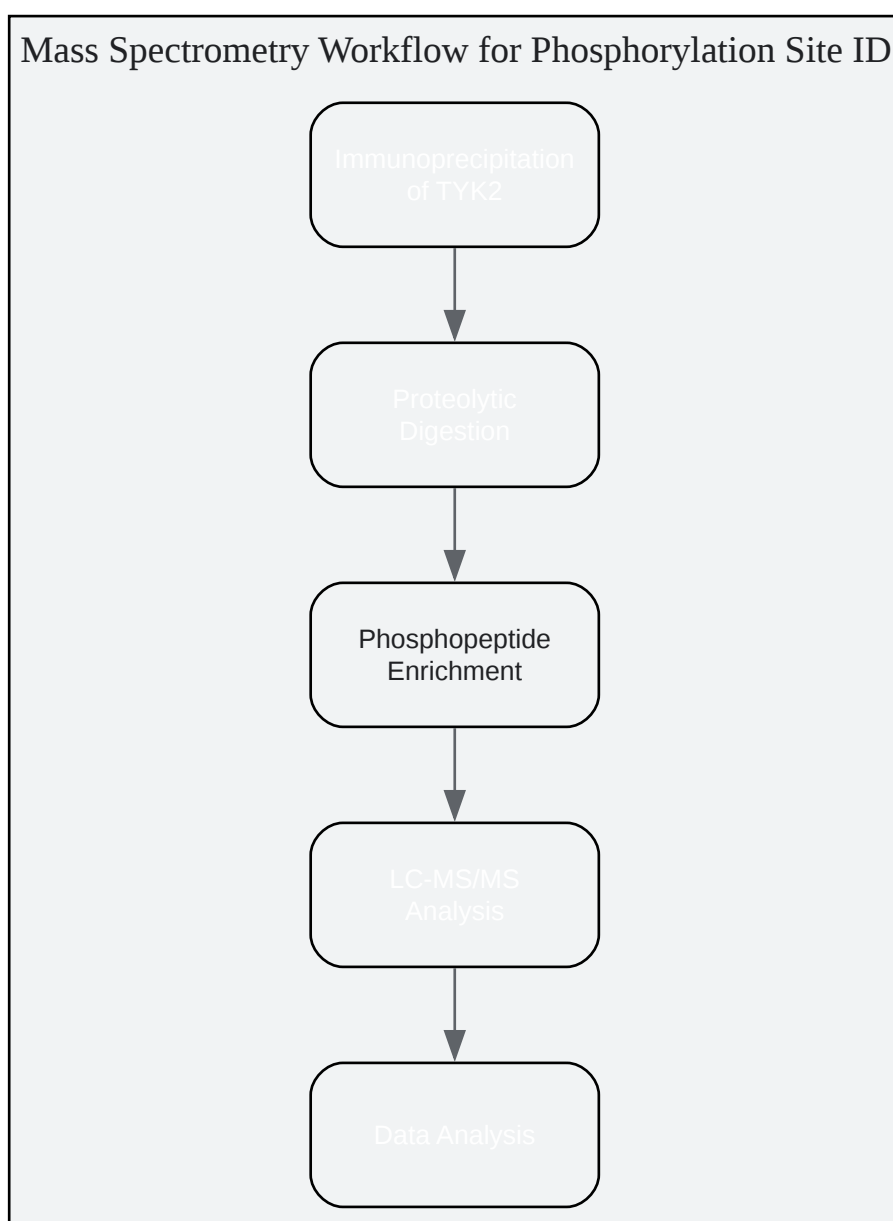 Mass Spectrometry Workflow for Phosphorylation Site ID
Immunoprecipitation
of TYK2
Proteolytic
Digestion
Phosphopeptide
Enrichment
LC-MS/MS
Analysis
Data Analysis